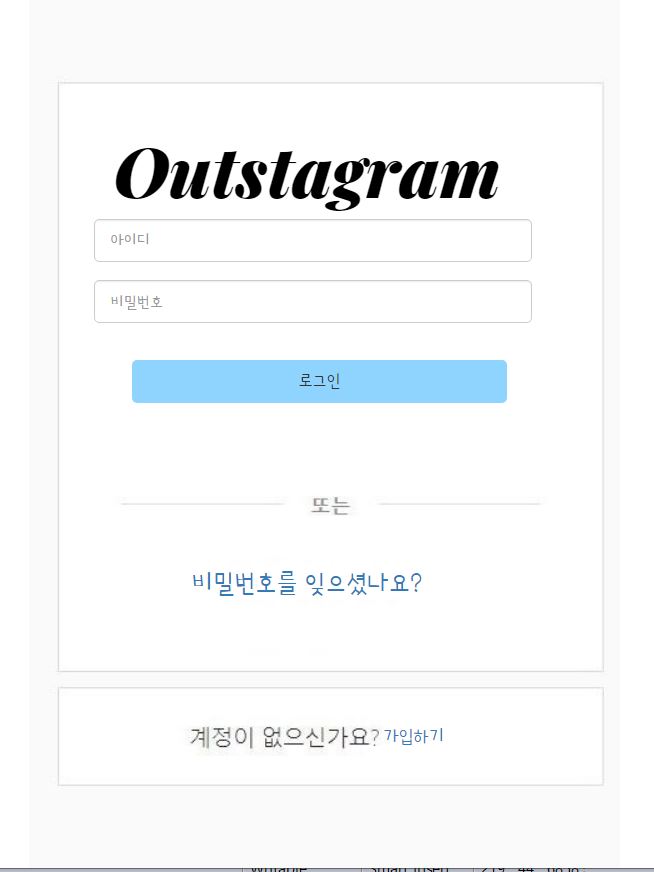 Outstagram
아이디
비밀번호
로그인
또는
비밀번호를 잊으셨나요?
계정이 없으신가요? 가입하기